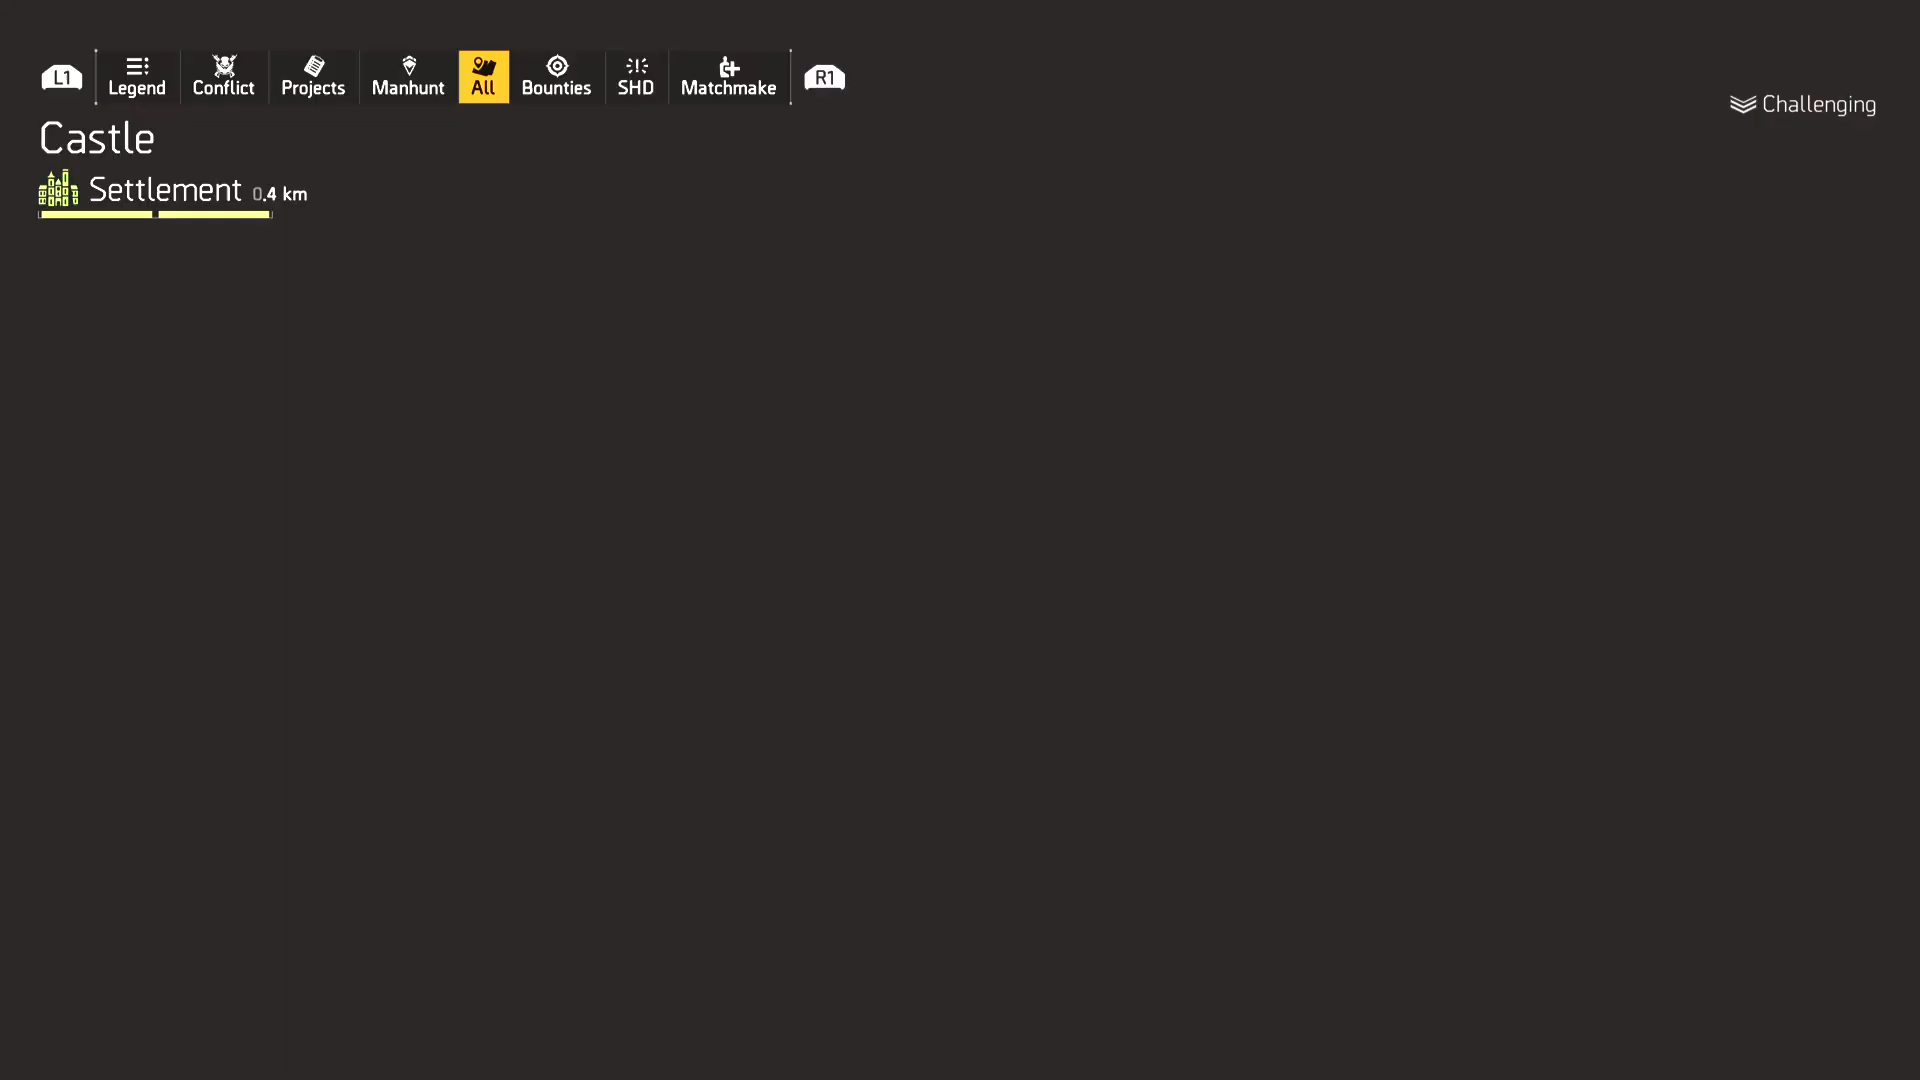 L1 Legend Conflict Projects Manhunt All Bounties SHD Matchmake R1
Challenging
Castle
Settlement 0.4 km